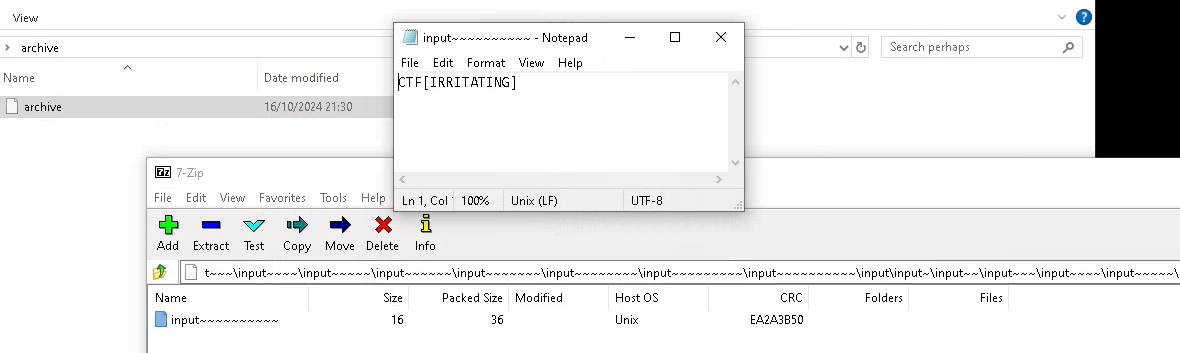 View
archive
Search perhaps
Name
Date modified
archive
16/10/2024 21:30
input~~~~~~~~~~ - Notepad
File Edit Format View Help
CTF[IRRITATING]
Ln 1, Col 100% Unix (LF) UTF-8
7-Zip
File Edit View Favorites Tools Help
Add Extract Test Copy Move Delete Info
t~~~\input~~~~\input~~~~~\input~~~~~~\input~~~~~~~\input~~~~~~~~\input~~~~~~~~~\input~~~~~~~~~~\input\input~\input~~\input~~~\input~~~~\input~~~~~\
Name Size Packed Size Modified Host OS CRC Folders Files
input~~~~~~~~~~ 16 36 Unix EA2A3B50